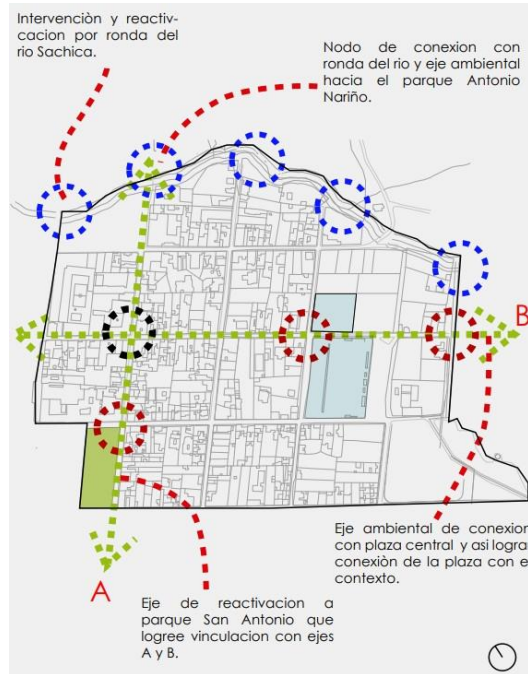 Intervenciòn y reactiv-
cacion por ronda del
rio Sachica.
Nodo de conexion con
ronda del rio y eje ambiental
hacia el parque Antonio
Nariño.
B
A
Eje ambiental de conexion
con plaza central y asi logra
conexiòn de la plaza con e
contexto.
Eje de reactivacion a
parque San Antonio que
logree vinculacion con ejes
A y B.